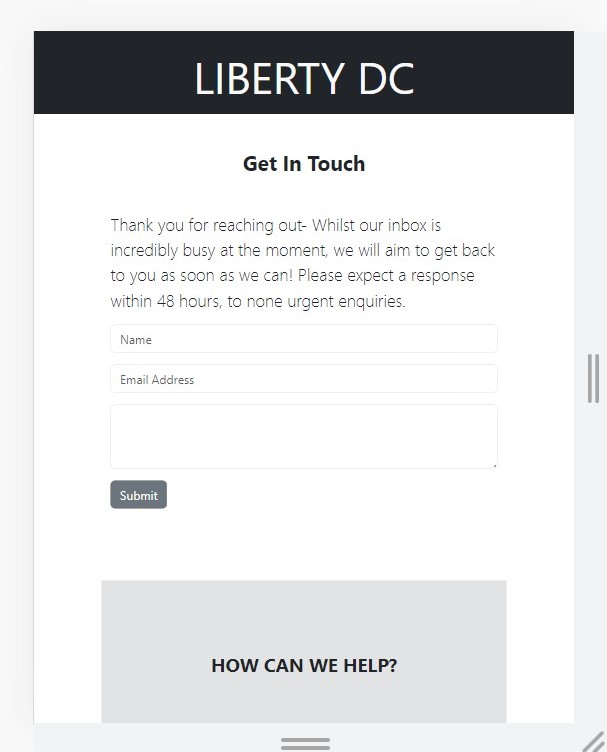 LIBERTY DC
Get In Touch
Thank you for reaching out- Whilst our inbox is
incredibly busy at the moment, we will aim to get back
to you as soon as we can! Please expect a response
within 48 hours, to none urgent enquiries.
Name
Email Address
Submit
HOW CAN WE HELP?